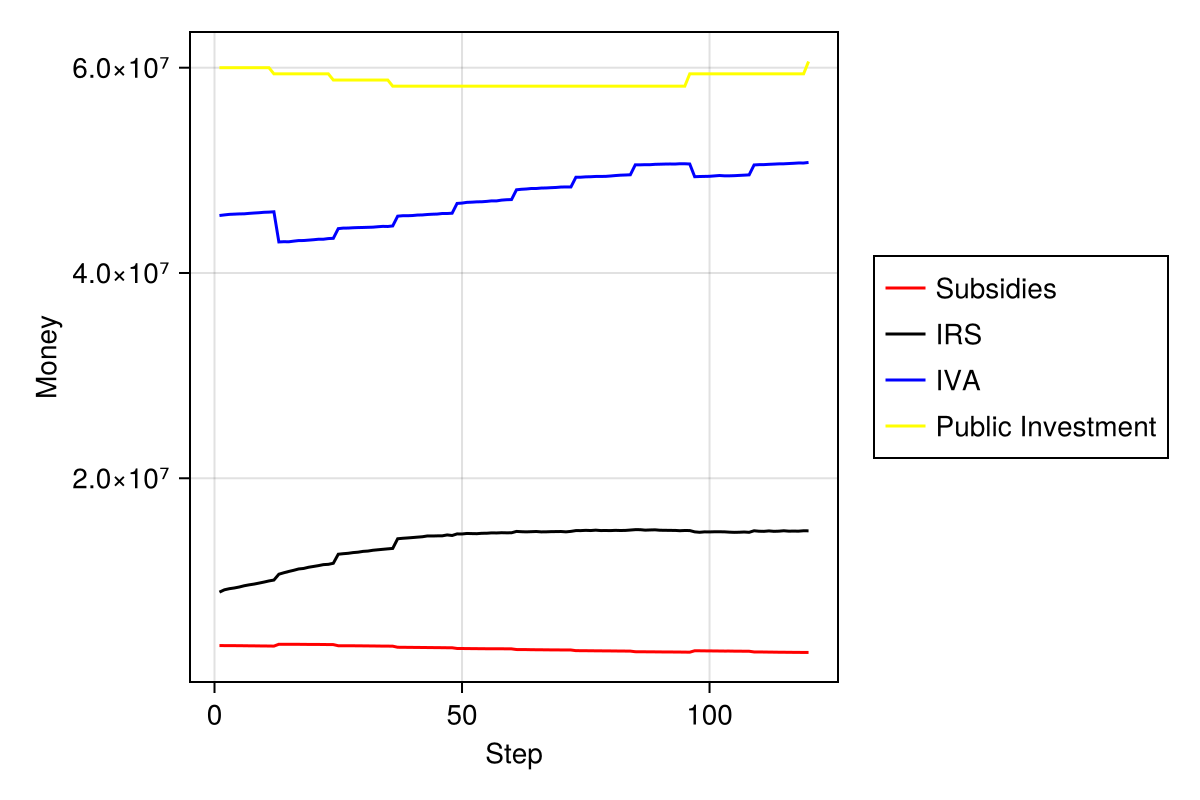 6.0×10⁷
4.0×10⁷
2.0×10⁷
Money
0
50
100
Step
Subsidies
IRS
IVA
Public Investment